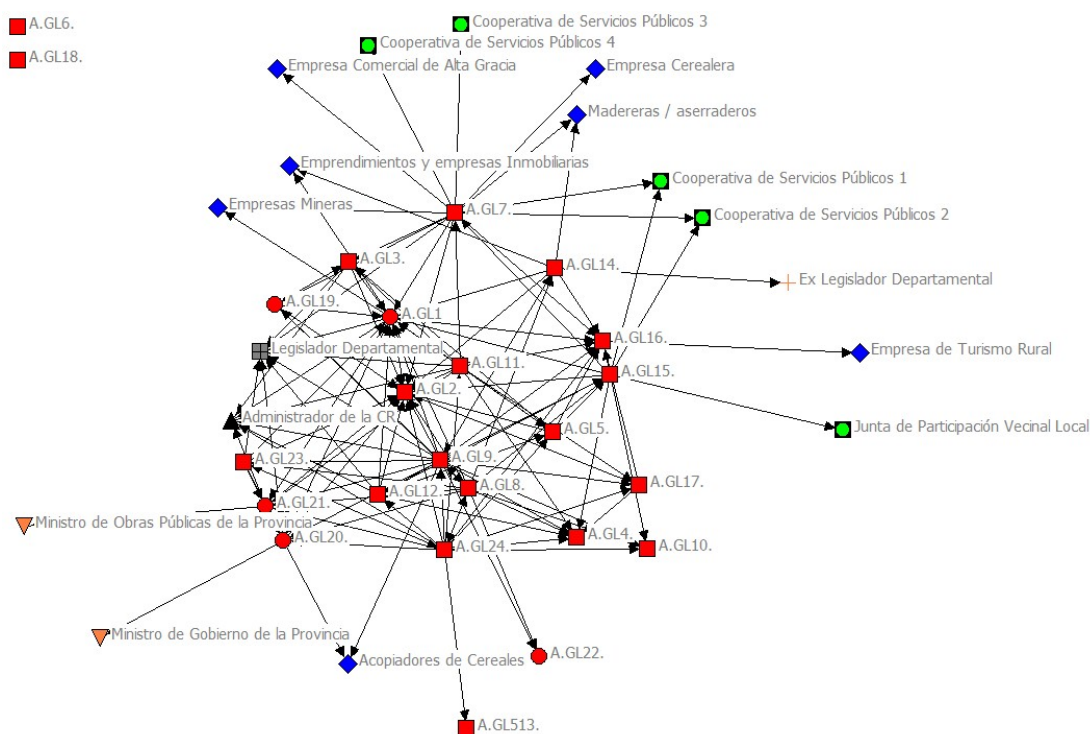 A.GL6.
A.GL18.
Cooperativa de Servicios Públicos 3
Cooperativa de Servicios Públicos 4
Empresa Comercial de Alta Gracia
Empresa Cerealera
Madereras / aserraderos
Emprendimientos y empresas Inmobiliarias
Cooperativa de Servicios Públicos 1
Empresas Mineras
A.GL7.
Cooperativa de Servicios Públicos 2
A.GL3.
A.GL14.
Ex Legislador Departamental
A.GL19.
A.GL1
A.GL16.
Legislador Departamental
Empresa de Turismo Rural
A.GL11.
A.GL15.
A.GL2.
Administrador de la CR
A.GL5.
Junta de Participación Vecinal Local
A.GL23.
A.GL9.
A.GL12.
A.GL8.
A.GL17.
A.GL21.
Ministro de Obras Públicas de la Provincia
A.GL20.
A.GL24.
A.GL4.
A.GL10.
Ministro de Gobierno de la Provincia
Acopiadores de Cereales
A.GL22.
A.GL513.